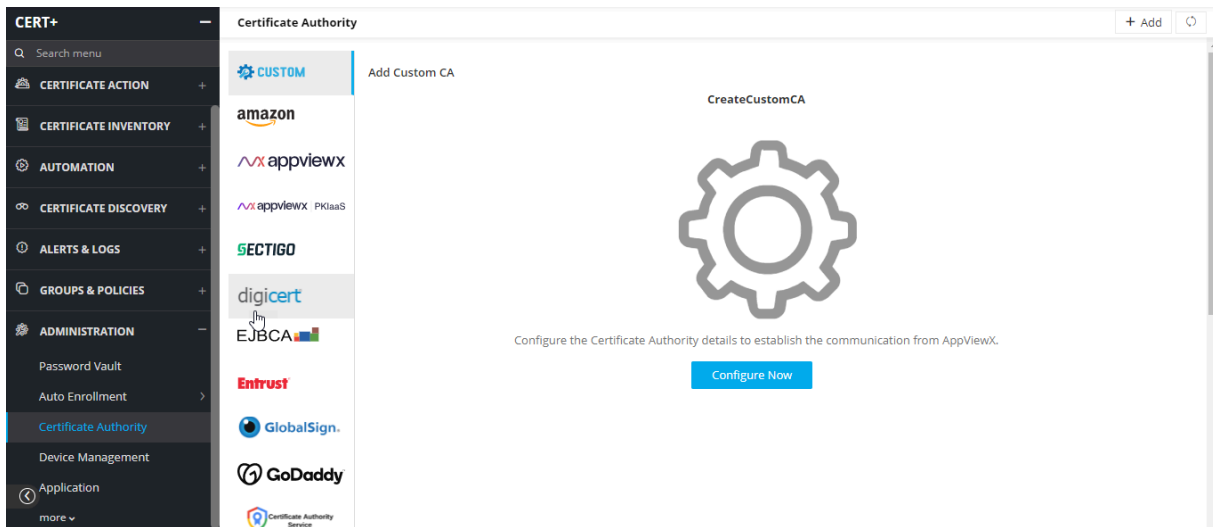 CERT+
Search menu
CERTIFICATE ACTION
CERTIFICATE INVENTORY
AUTOMATION
CERTIFICATE DISCOVERY
ALERTS & LOGS
GROUPS & POLICIES
ADMINISTRATION
Password Vault
Auto Enrollment
Certificate Authority
Device Management
Application
more
Certificate Authority
+ Add
CUSTOM
amazon
appviewx
appviewx PKIaaS
SECTIGO
digicert
EJBCA
Entrust
GlobalSign.
GoDaddy
Certificate Authority
Service
Add Custom CA
CreateCustomCA
Configure the Certificate Authority details to establish the communication from AppViewX.
Configure Now